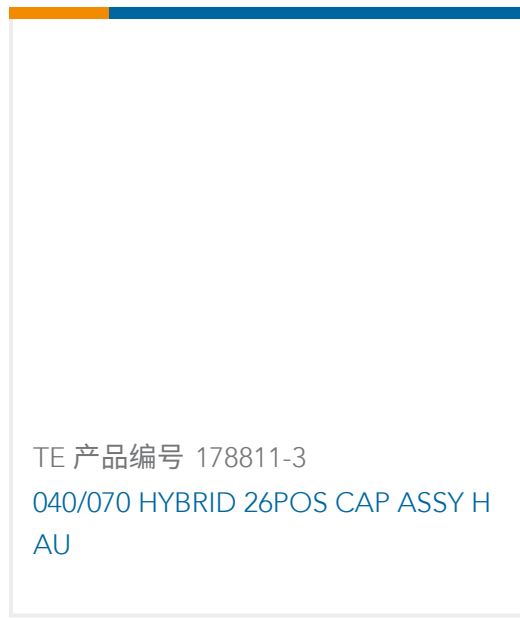 TE 产品编号 178811-3
040/070 HYBRID 26POS CAP ASSY H
AU